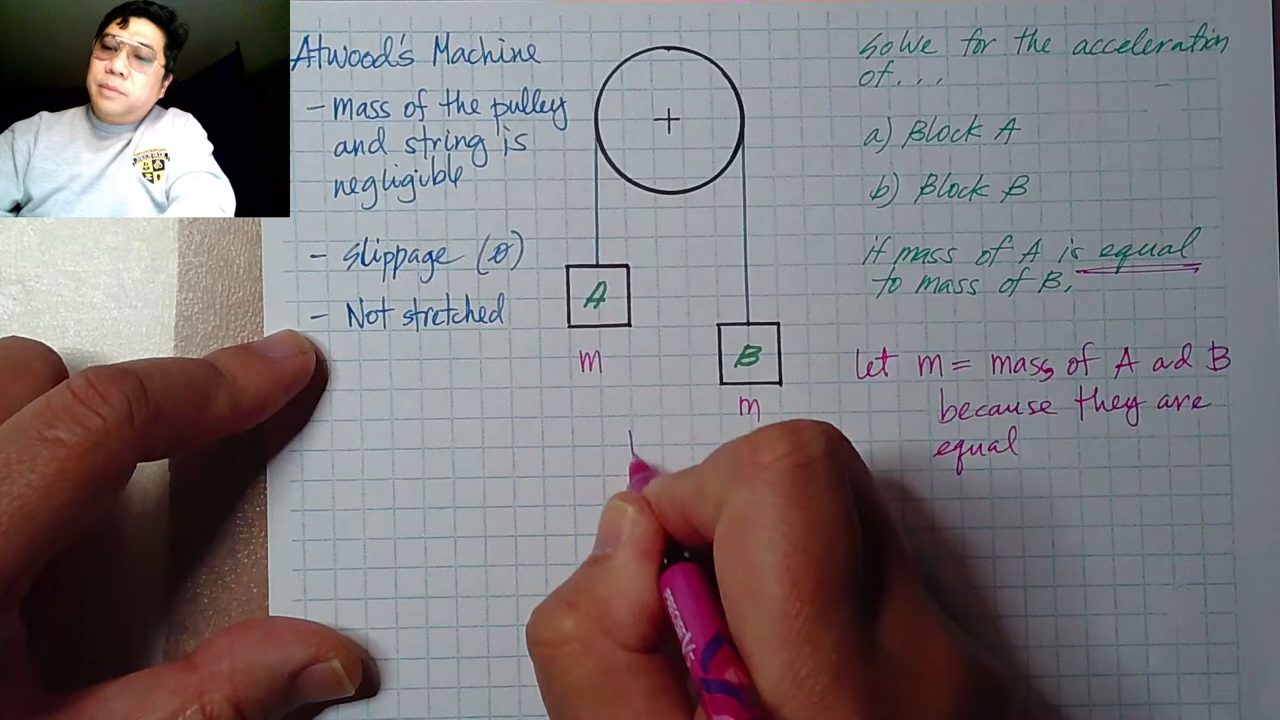 Atwood's Machine
- mass of the pulley
and string is
negligible
- slippage (0)
- Not stretched
A
m
B
m
Solve for the acceleration
of...
a) Block A
b) Block B
if mass of A is equal
to mass of B.
let m = mass of A ad B
because they are
equal